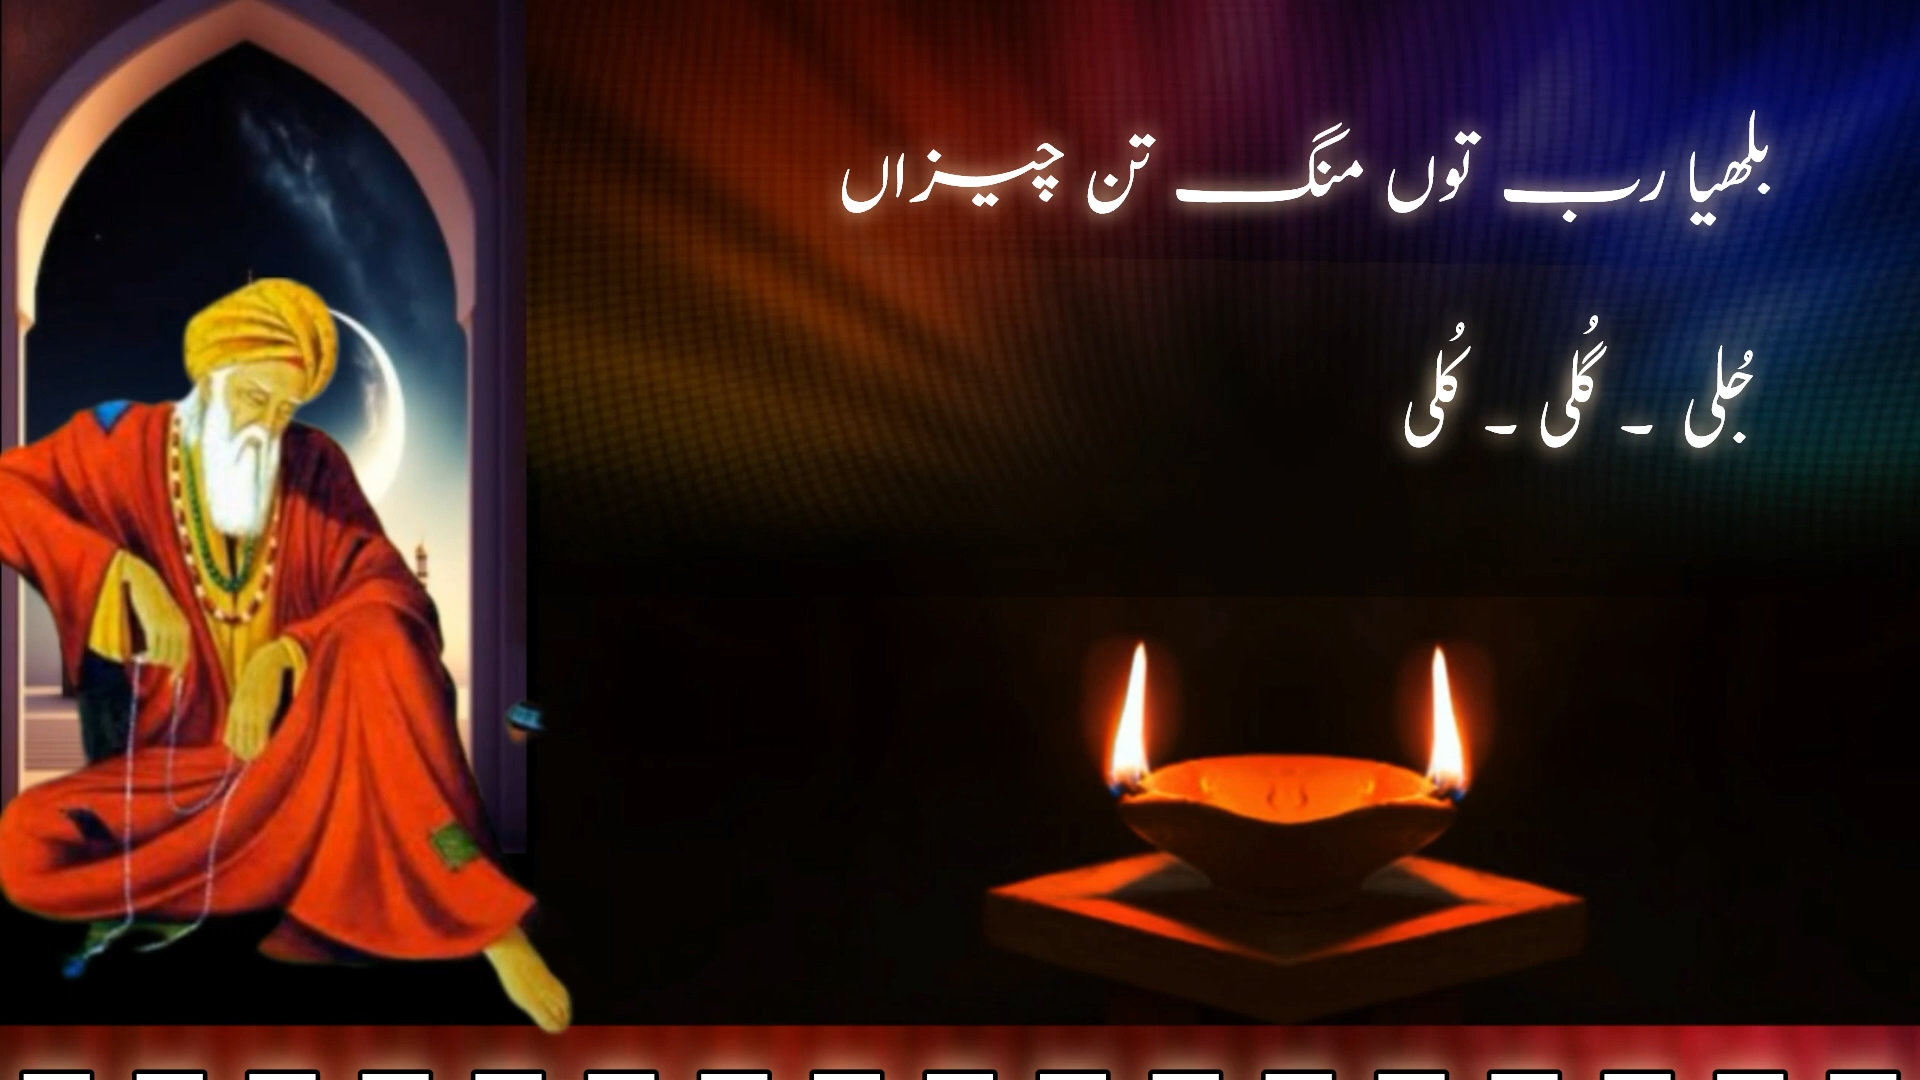 بلھیا رب توں منگ تن چیزاں
جُلی ۔ گُلی ۔ کُلی